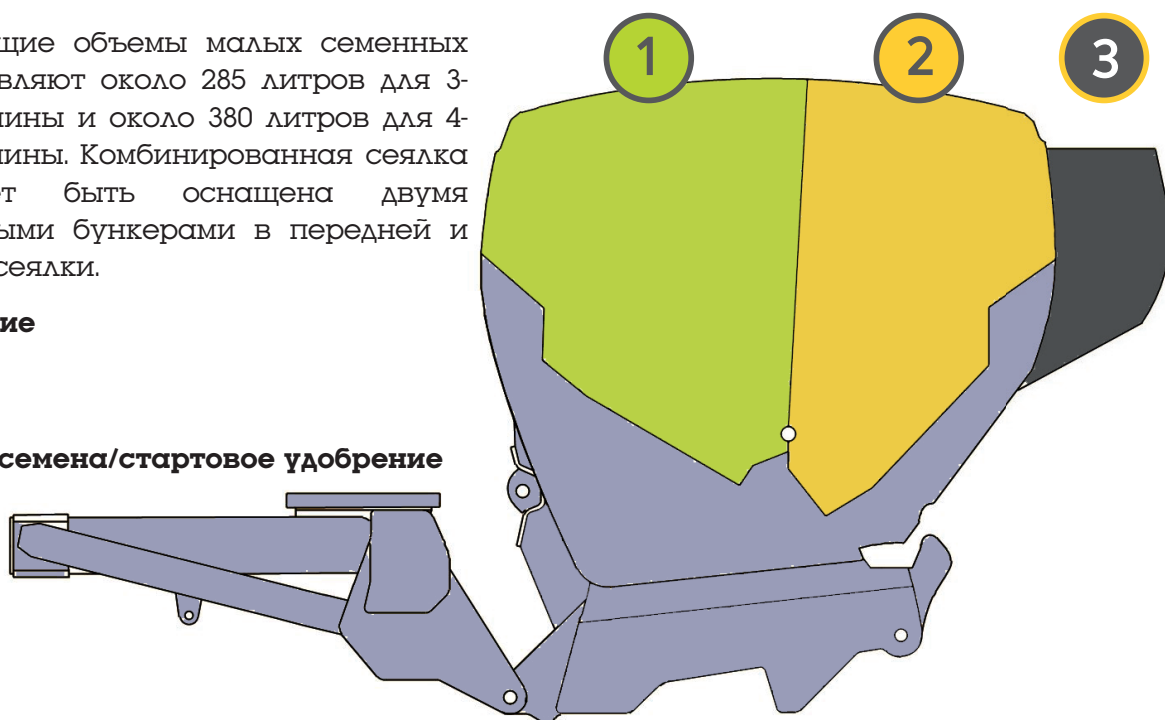 1 2 3
щие объемы малых семенных
вляют около 285 литров для 3-
ины и около 380 литров для 4-
ины. Комбинированная сеялка
ет быть оснащена двумя
ыми бункерами в передней и
сеялки.
ие
семена/стартовое удобрение